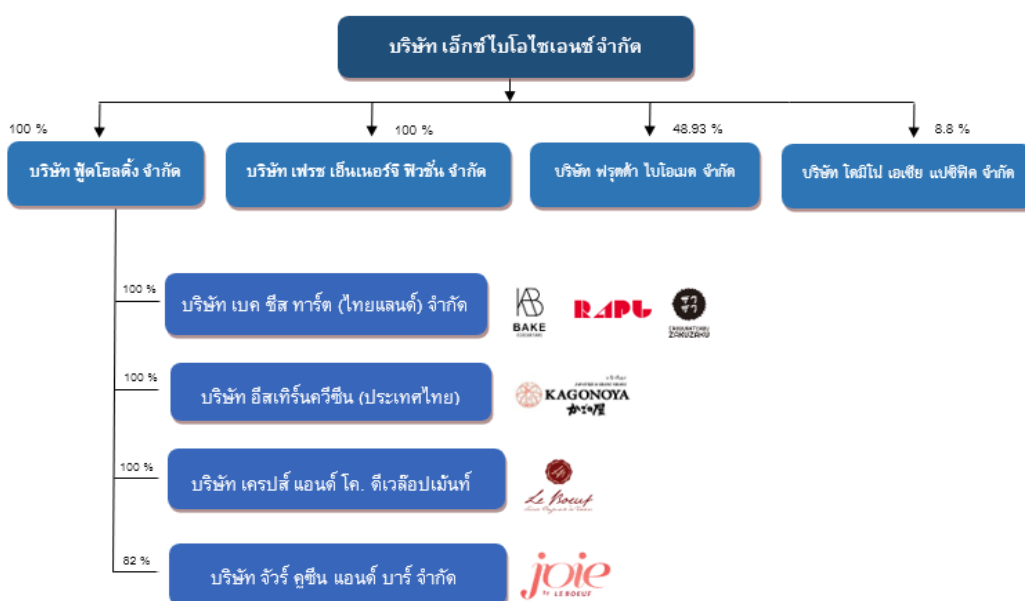 บริษัท เอ็กซ์ ไบโอไซเอนซ์ จำกัด
100 %
100 %
48.93 %
8.8 %
บริษัท ฟู้ดโฮลดิ้ง จำกัด
บริษัท เฟรช เอ็นเนอร์จิ ฟิวชั่น จำกัด
บริษัท ฟรุตต้า ไบโอเมด จำกัด
บริษัท โดมิโน่ เอเชีย แปซิฟิค จำกัด
100 %
บริษัท เบค ชีส ทาร์ต (ไทยแลนด์) จำกัด
BAKE
RAPL
ザクザク
ZAKUZAKU
100 %
บริษัท อีสเทิร์นควีซีน (ประเทศไทย)
KAGONOYA
かごの屋
100 %
บริษัท เครปส์ แอนด์ โค. ดีเวล๊อปเม้นท์
Le Boeuf
82 %
บริษัท จัวร์ คูซีน แอนด์ บาร์ จำกัด
joie
by LE BOEUF